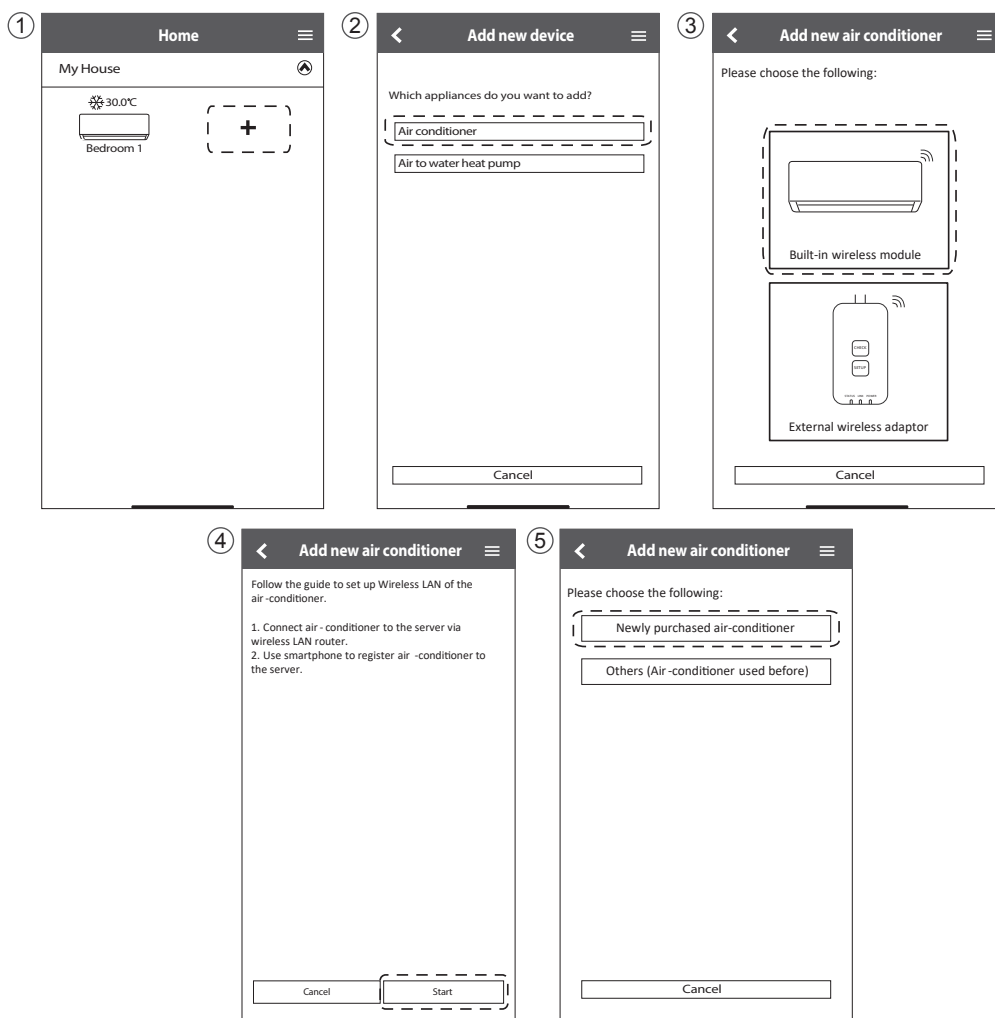 1
Home
My House
30.0℃
Bedroom 1
+
2
Add new device
Which appliances do you want to add?
Air conditioner
Air to water heat pump
Cancel
3
Add new air conditioner
Please choose the following:
Built-in wireless module
CHECK
SETUP
STATUS LINK POWER
External wireless adaptor
Cancel
4
Add new air conditioner
Follow the guide to set up Wireless LAN of the
air -conditioner.
1. Connect air - conditioner to the server via
wireless LAN router.
2. Use smartphone to register air -conditioner to
the server.
Cancel
Start
5
Add new air conditioner
Please choose the following:
Newly purchased air-conditioner
Others (Air -conditioner used before)
Cancel